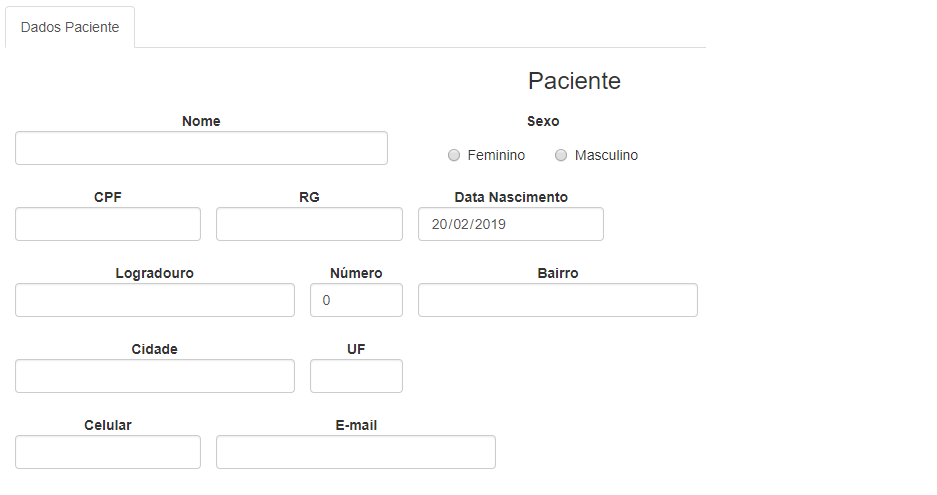 Dados Paciente
Paciente
Nome Sexo
Feminino Masculino
CPF RG Data Nascimento
20/02/2019
Logradouro Número Bairro
0
Cidade UF
Celular E-mail